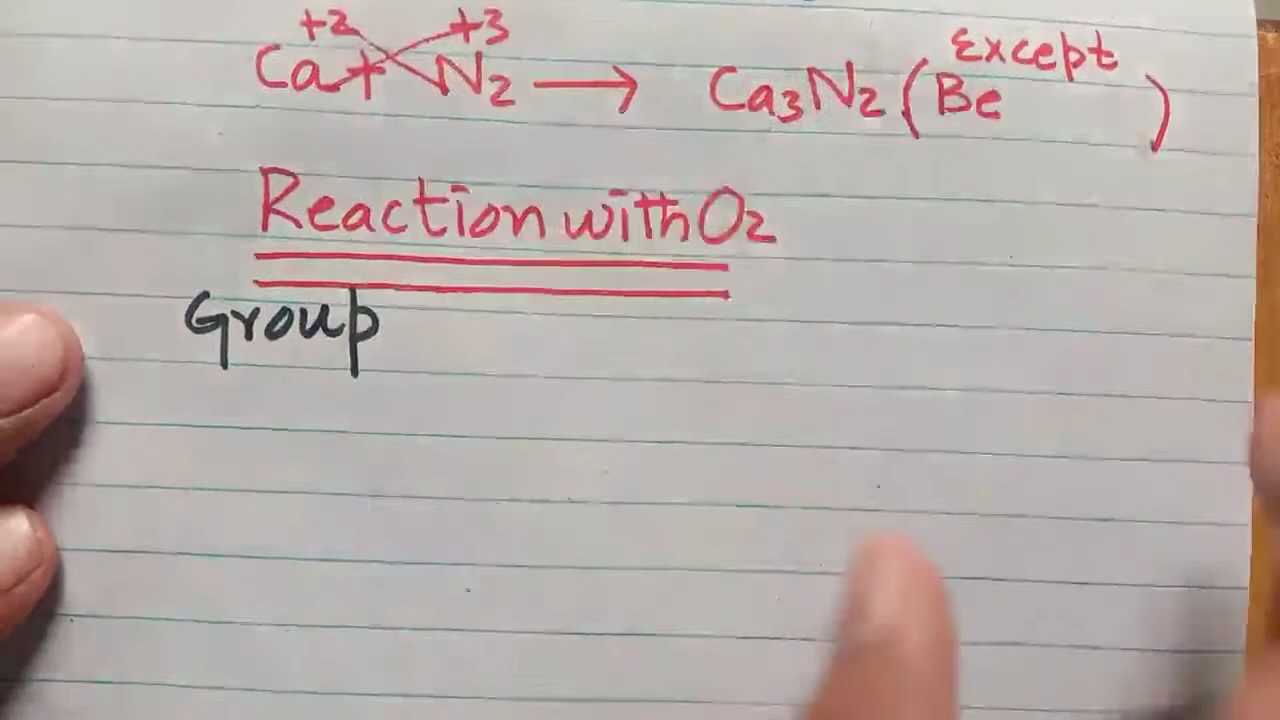 +2 +3
Ca + N₂ → Ca₃N₂ (Be Except)
Reaction with O₂
Group